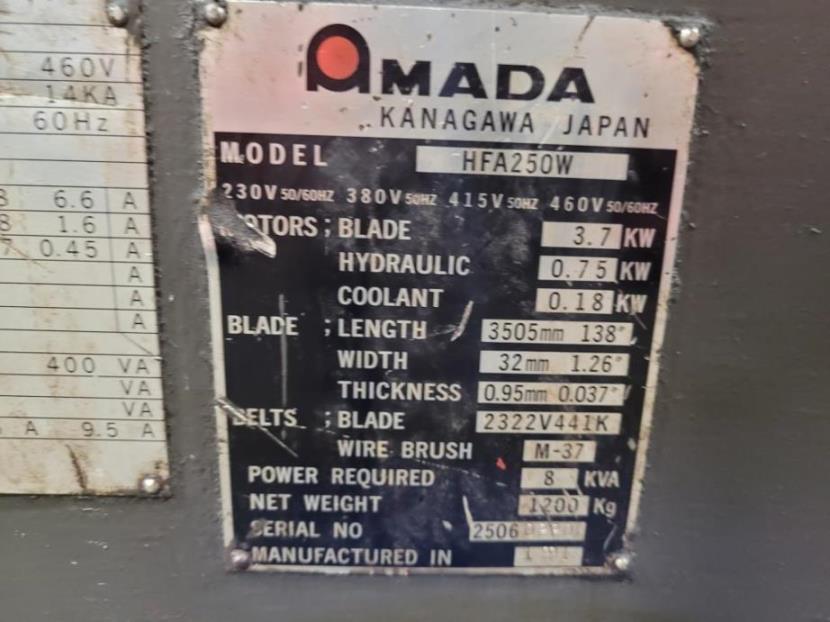 460V
14KA
60Hz
6.6 A
1.6 A
0.45 A
A
A
A
400 VA
VA
VA
A 9.5 A
AMADA
KANAGAWA JAPAN
MODEL HFA250W
230V 50/60HZ 380V 50HZ 415V 50HZ 460V 50/60HZ
MOTORS ; BLADE 3.7 KW
HYDRAULIC 0.75 KW
COOLANT 0.18 KW
BLADE ; LENGTH 3505mm 138"
WIDTH 32mm 1.26"
THICKNESS 0.95mm 0.037"
BELTS ; BLADE 2322V441K
WIRE BRUSH M-37
POWER REQUIRED 8 KVA
NET WEIGHT 1200 Kg
SERIAL NO 2506
MANUFACTURED IN